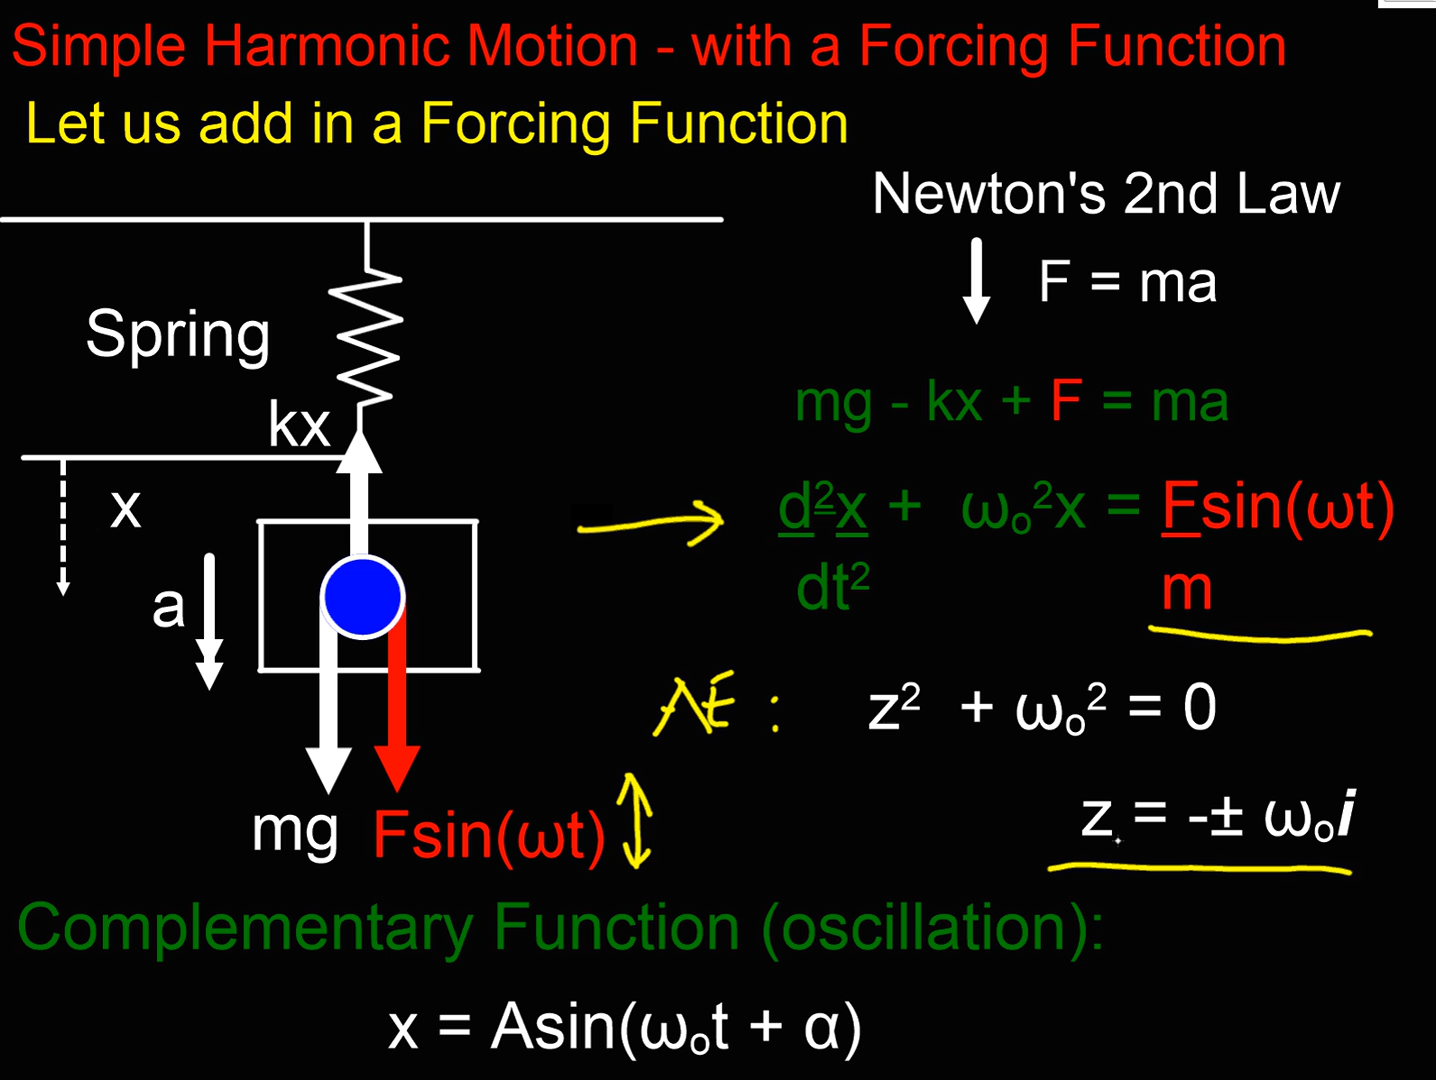 Simple Harmonic Motion - with a Forcing Function
Let us add in a Forcing Function
Newton's 2nd Law
F = ma
Spring
kx
mg - kx + F = ma
x
d²x + ω₀²x = Fsin(ωt)
dt² m
a
AE : z² + ω₀² = 0
z = -± ω₀i
mg Fsin(ωt)
Complementary Function (oscillation):
x = Asin(ω₀t + α)